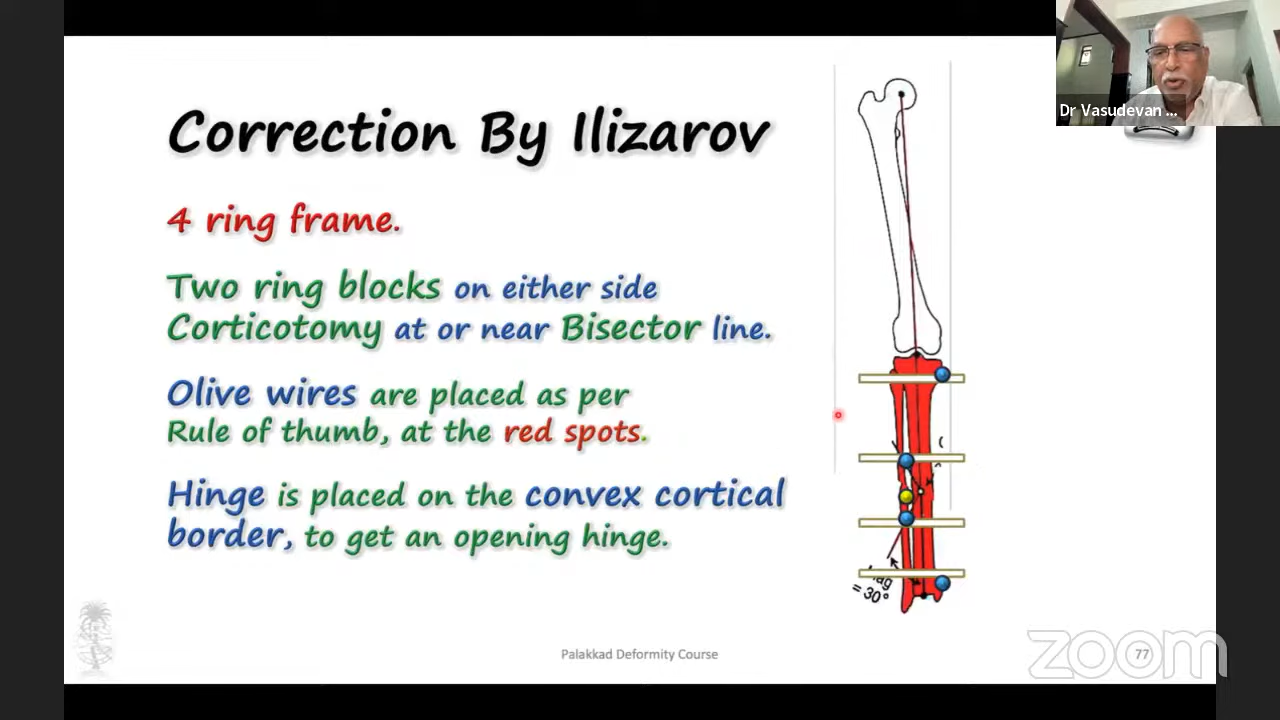 Correction By Ilizarov
4 ring frame.
Two ring blocks on either side
Corticotomy at or near Bisector line.
Olive wires are placed as per
Rule of thumb, at the red spots.
Hinge is placed on the convex cortical
border, to get an opening hinge.
= 30°
Palakkad Deformity Course
77
zoom
Dr Vasudevan ...